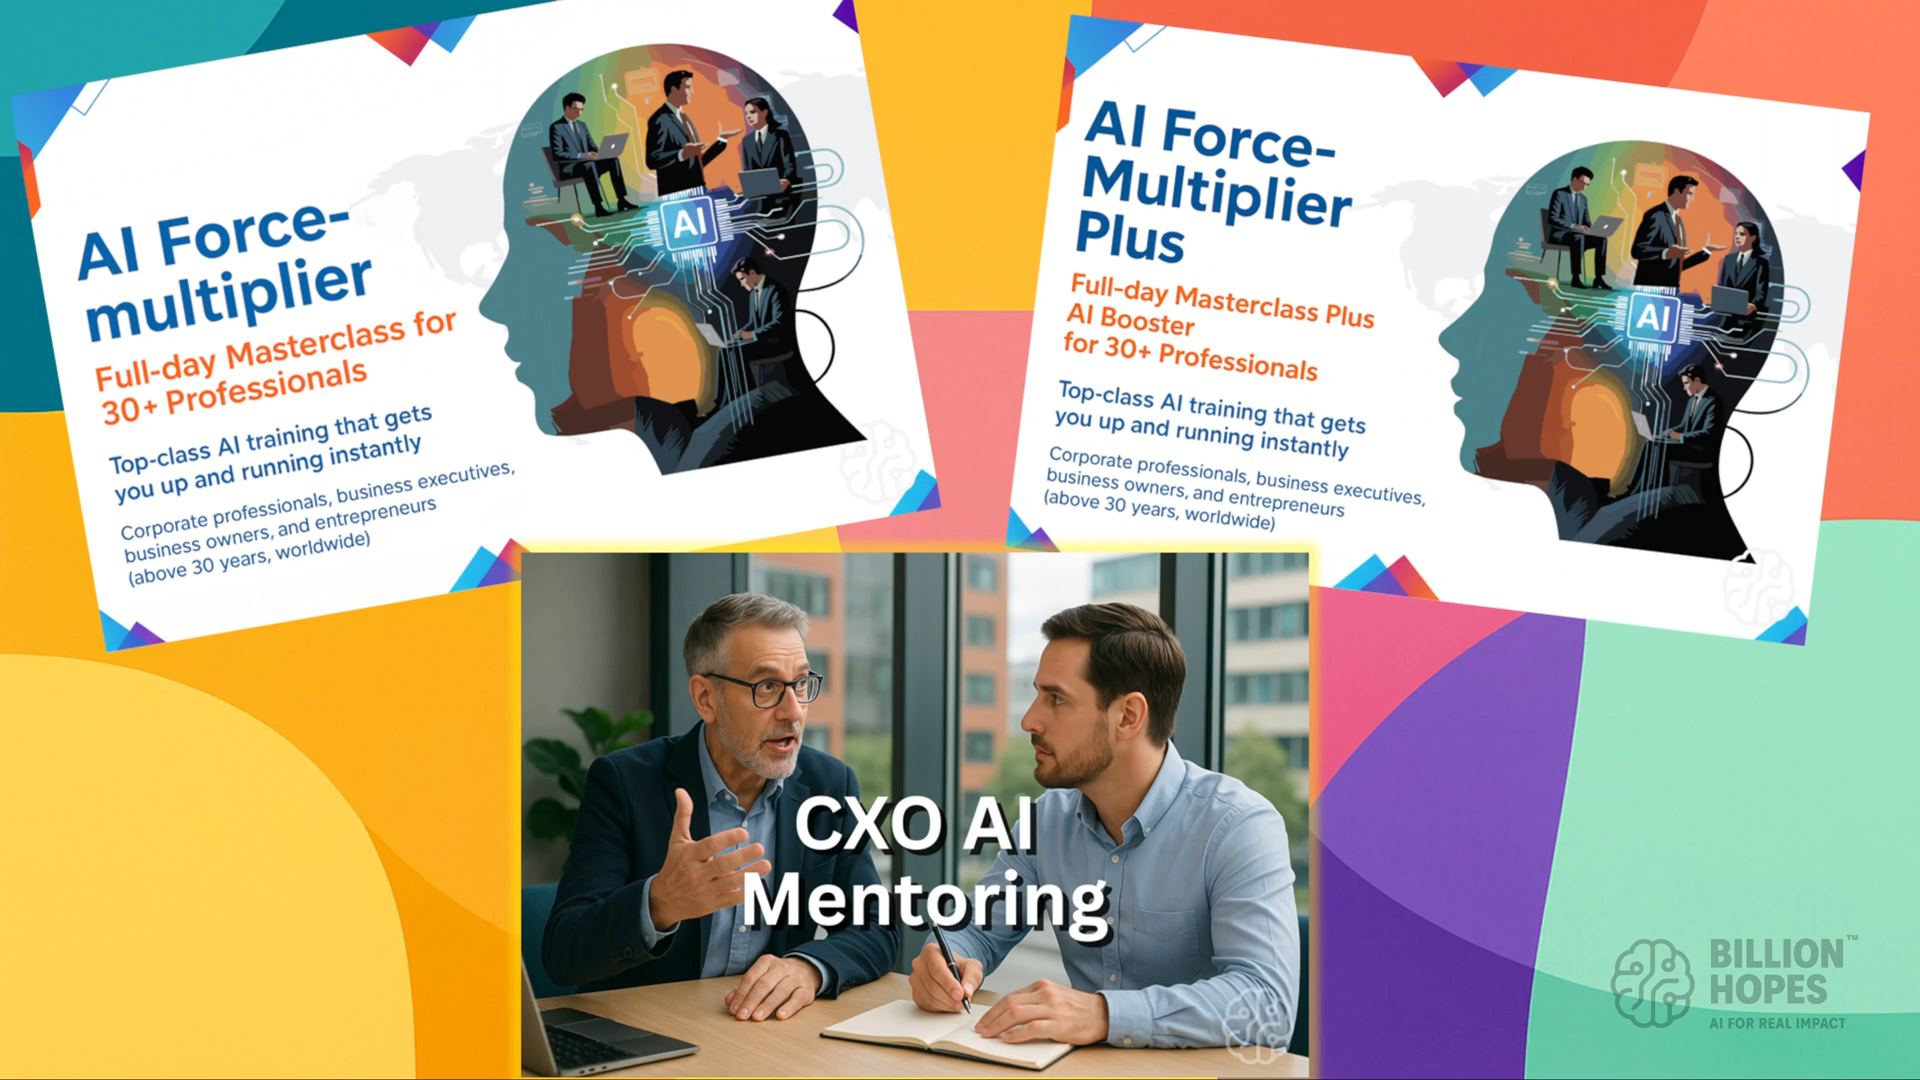 AI Force-
multiplier
Full-day Masterclass for
30+ Professionals
Top-class AI training that gets
you up and running instantly
Corporate professionals, business executives,
business owners, and entrepreneurs
(above 30 years, worldwide)
AI
AI Force-
Multiplier
Plus
Full-day Masterclass Plus
AI Booster
for 30+ Professionals
Top-class AI training that gets
you up and running instantly
Corporate professionals, business executives,
business owners, and entrepreneurs
(above 30 years, worldwide)
AI
CXO AI
Mentoring
BILLION™
HOPES
AI FOR REAL IMPACT